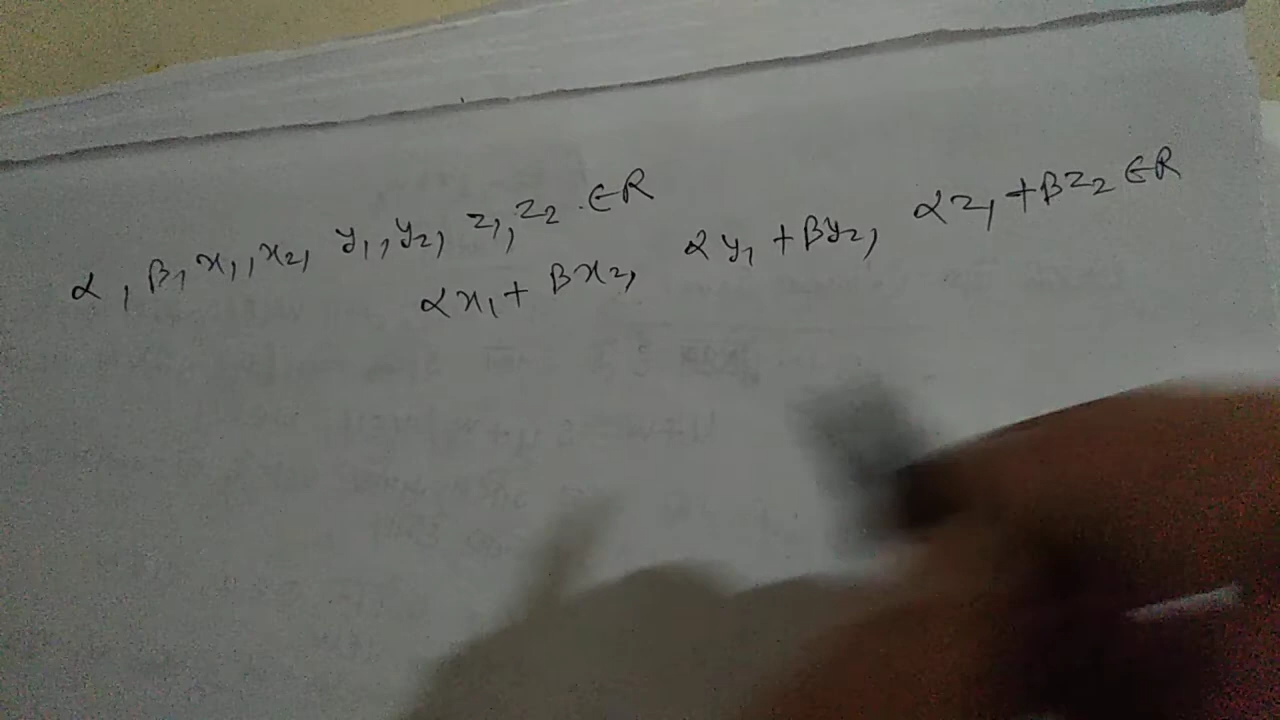 α, β, x₁, x₂, y₁, y₂, z₁, z₂ ∈ R
αx₁ + βx₂, αy₁ + βy₂, αz₁ + βz₂ ∈ R